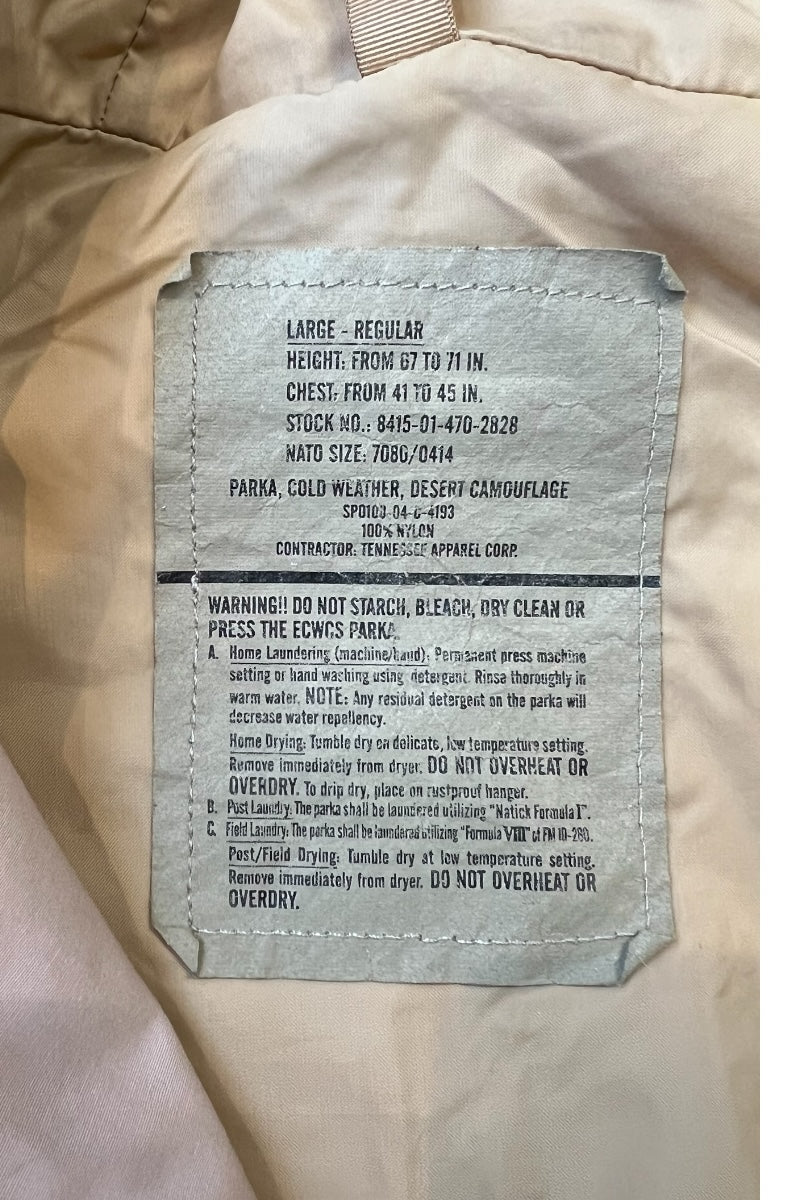 LARGE - REGULAR
HEIGHT: FROM 67 TO 71 IN.
CHEST: FROM 41 TO 45 IN.
STOCK NO.: 8415-01-470-2828
NATO SIZE: 7080/0414
PARKA, COLD WEATHER, DESERT CAMOUFLAGE
SPO100-04-C-4193
100% NYLON
CONTRACTOR: TENNESSEE APPAREL CORP.
WARNING!! DO NOT STARCH, BLEACH, DRY CLEAN OR
PRESS THE ECWCS PARKA.
A. Home Laundering (machine/hand): Permanent press machine
setting or hand washing using detergent. Rinse thoroughly in
warm water. NOTE: Any residual detergent on the parka will
decrease water repellency.
Home Drying: Tumble dry on delicate, low temperature setting.
Remove immediately from dryer. DO NOT OVERHEAT OR
OVERDRY. To drip dry, place on rustproof hanger.
B. Post Laundry: The parka shall be laundered utilizing "Natick Formula I".
C. Field Laundry: The parka shall be laundered utilizing "Formula VIII" of FM 10-280.
Post/Field Drying: Tumble dry at low temperature setting.
Remove immediately from dryer. DO NOT OVERHEAT OR
OVERDRY.